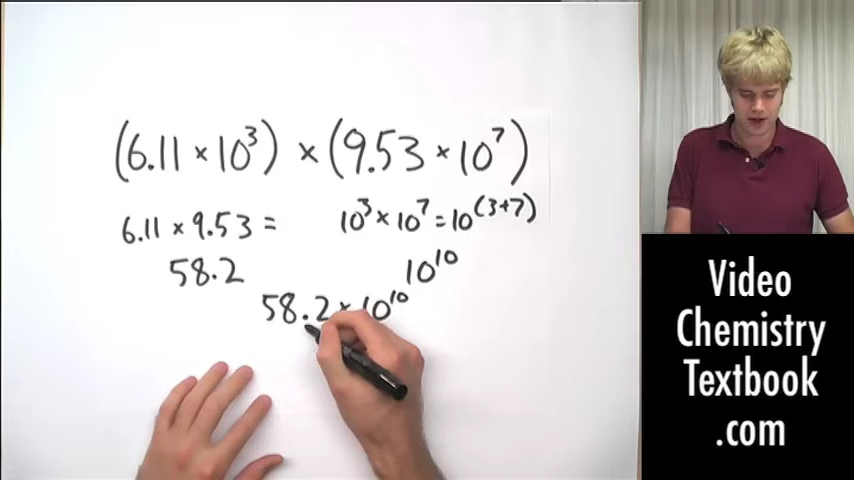 (6.11 × 10³) × (9.53 × 10⁷)
6.11 × 9.53 = 10³ × 10⁷ = 10⁽³⁺⁷⁾
58.2 10¹⁰
58.2 × 10¹⁰
Video
Chemistry
Textbook
.com